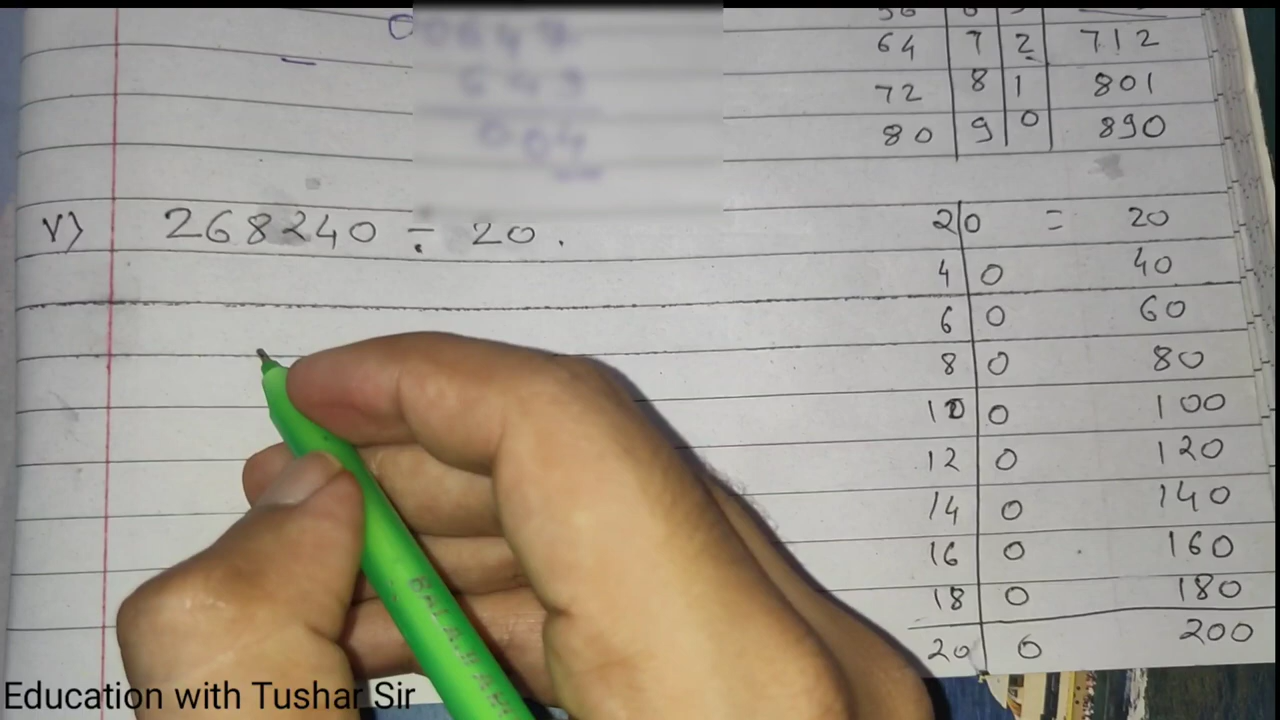 64 7 2 712
72 8 1 801
80 9 0 890
v) 268240 ÷ 20.
20 = 20
4 0 40
6 0 60
8 0 80
10 0 100
12 0 120
14 0 140
16 0 160
18 0 180
20 0 200
Education with Tushar Sir